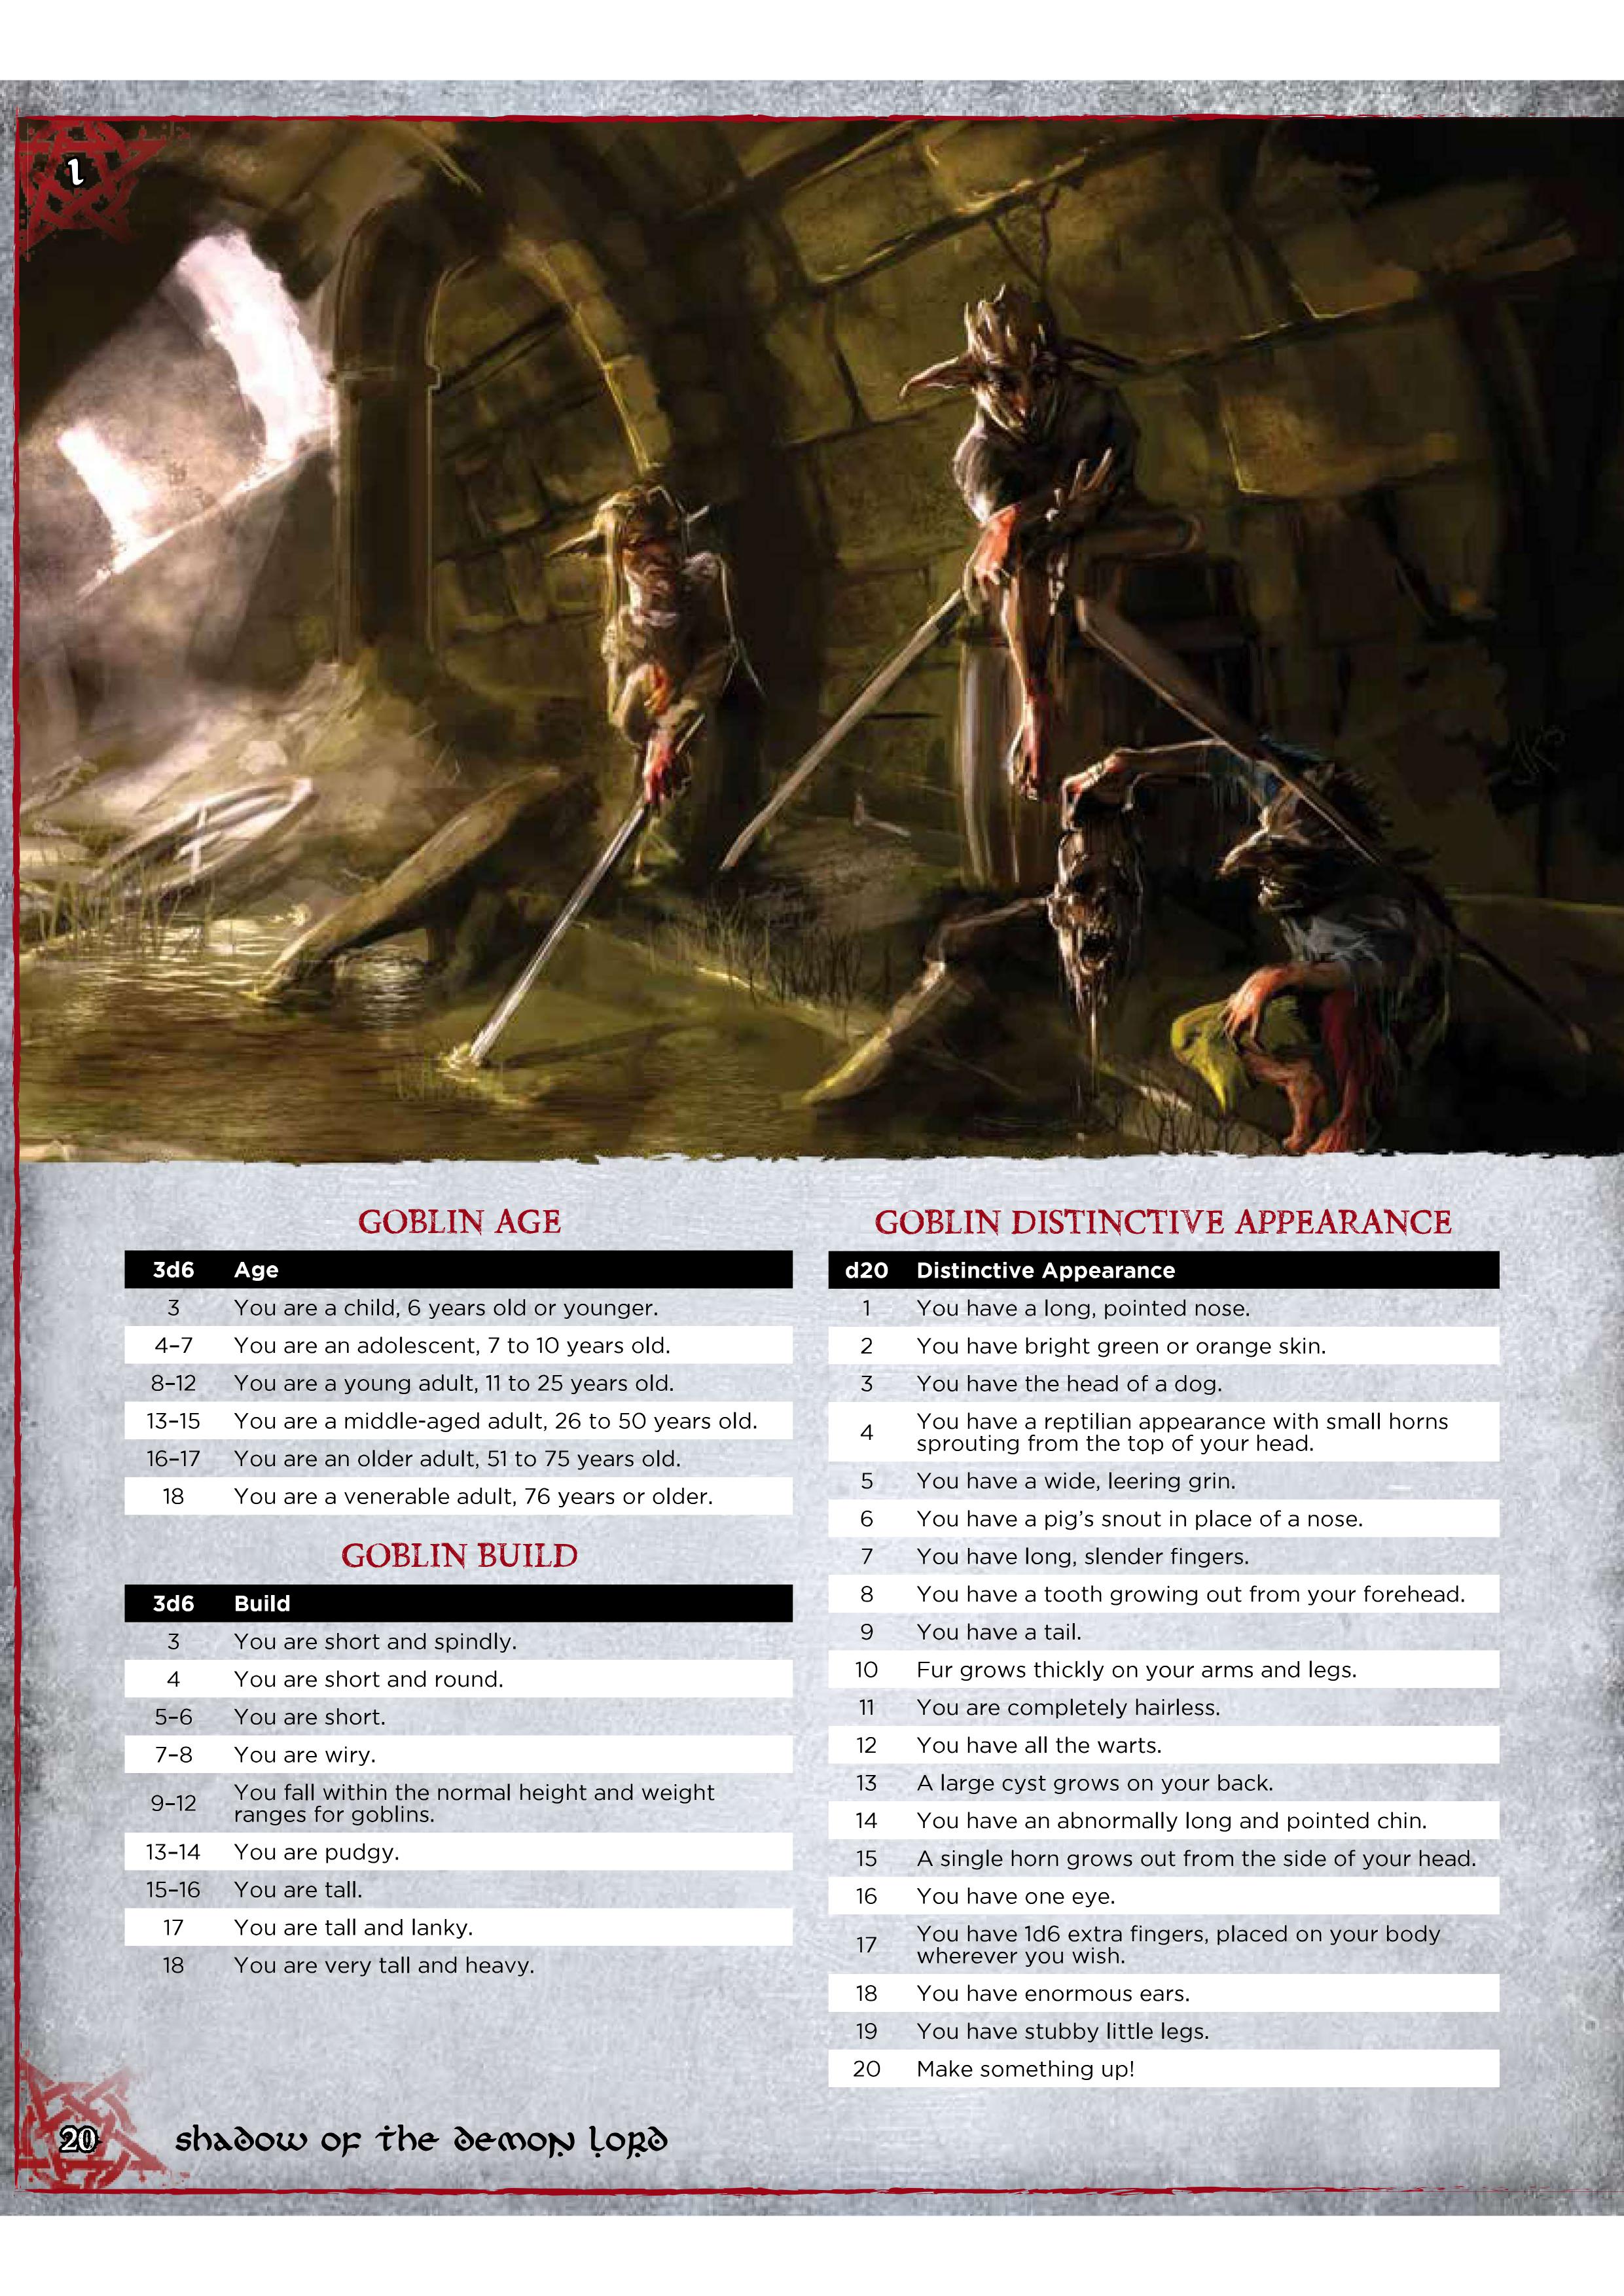 1
GOBLIN AGE
3d6 Age
3 You are a child, 6 years old or younger.
4–7 You are an adolescent, 7 to 10 years old.
8–12 You are a young adult, 11 to 25 years old.
13–15 You are a middle-aged adult, 26 to 50 years old.
16–17 You are an older adult, 51 to 75 years old.
18 You are a venerable adult, 76 years or older.
GOBLIN BUILD
3d6 Build
3 You are short and spindly.
4 You are short and round.
5–6 You are short.
7–8 You are wiry.
9–12 You fall within the normal height and weight
ranges for goblins.
13–14 You are pudgy.
15–16 You are tall.
17 You are tall and lanky.
18 You are very tall and heavy.
GOBLIN DISTINCTIVE APPEARANCE
d20 Distinctive Appearance
1 You have a long, pointed nose.
2 You have bright green or orange skin.
3 You have the head of a dog.
4 You have a reptilian appearance with small horns
sprouting from the top of your head.
5 You have a wide, leering grin.
6 You have a pig’s snout in place of a nose.
7 You have long, slender fingers.
8 You have a tooth growing out from your forehead.
9 You have a tail.
10 Fur grows thickly on your arms and legs.
11 You are completely hairless.
12 You have all the warts.
13 A large cyst grows on your back.
14 You have an abnormally long and pointed chin.
15 A single horn grows out from the side of your head.
16 You have one eye.
17 You have 1d6 extra fingers, placed on your body
wherever you wish.
18 You have enormous ears.
19 You have stubby little legs.
20 Make something up!
20 shadow of the demon lord